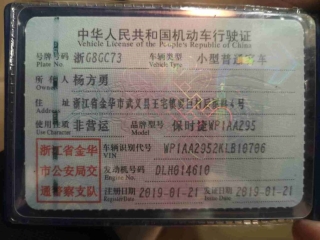 中华人民共和国机动车行驶证
Vehicle License of the People's Republic of China
号牌号码 浙G8GC73 车辆类型 小型普通客车
Plate No. Vehicle Type
所有人 杨方勇
Owner
住址 浙江省金华市武义县王宅镇
Address
使用性质 非营运 品牌型号 保时捷WP1AA295
Use Character Model
浙江省金华 车辆识别代号 WP1AA2952KLB10706
VIN
市公安局交 发动机号码 DLH014610
Engine No.
通警察支队 注册日期 2019-01-21 发证日期 2019-01-21
Register Date Issue Date